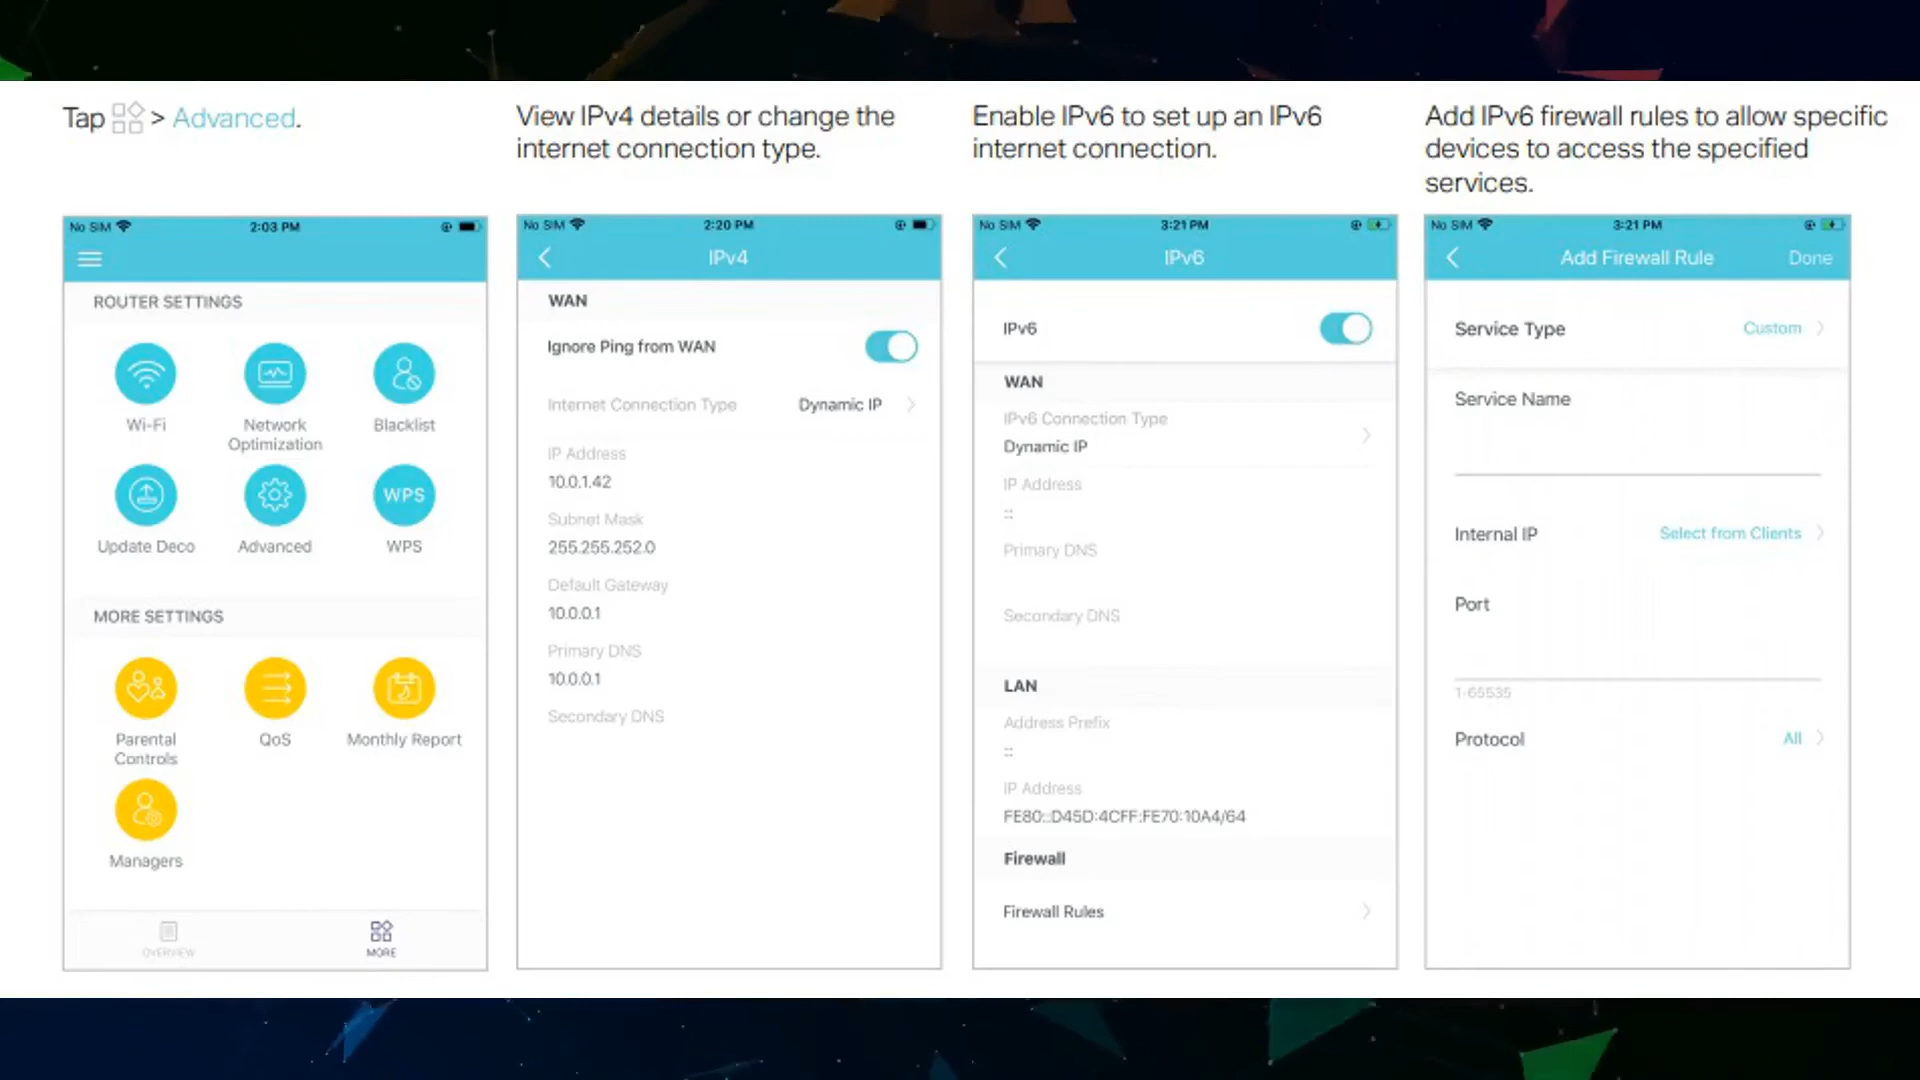 Tap > Advanced.
No SIM 2:03 PM
ROUTER SETTINGS
Wi-Fi
Network
Optimization
Blacklist
Update Deco
Advanced
WPS
WPS
MORE SETTINGS
Parental
Controls
QoS
Monthly Report
Managers
OVERVIEW
MORE
View IPv4 details or change the
internet connection type.
No SIM 2:20 PM
IPv4
WAN
Ignore Ping from WAN
Internet Connection Type Dynamic IP
IP Address
10.0.1.42
Subnet Mask
255.255.252.0
Default Gateway
10.0.0.1
Primary DNS
10.0.0.1
Secondary DNS
Enable IPv6 to set up an IPv6
internet connection.
No SIM 3:21 PM
IPv6
IPv6
WAN
IPv6 Connection Type
Dynamic IP
IP Address
::
Primary DNS
Secondary DNS
LAN
Address Prefix
::
IP Address
FE80::D45D:4CFF:FE70:10A4/64
Firewall
Firewall Rules
Add IPv6 firewall rules to allow specific
devices to access the specified
services.
No SIM 3:21 PM
Add Firewall Rule Done
Service Type Custom
Service Name
Internal IP Select from Clients
Port
1-65535
Protocol All